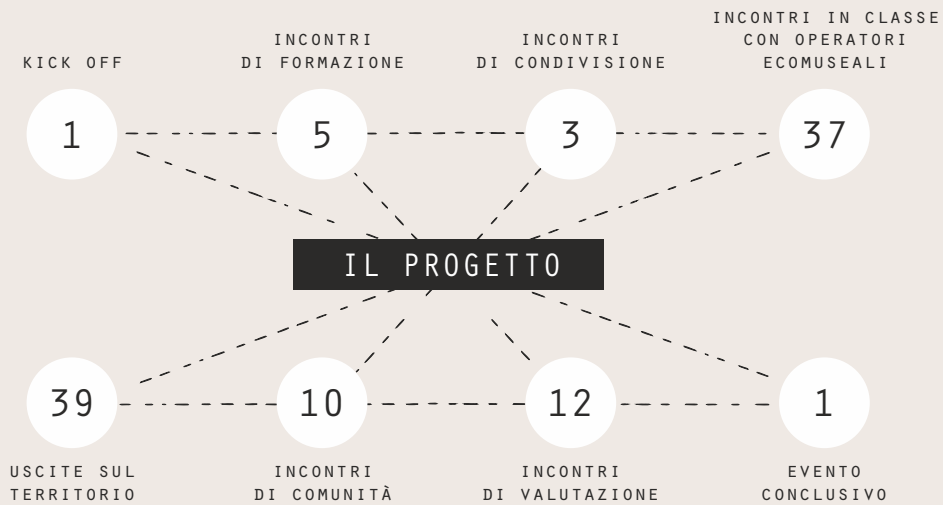 KICK OFF
1
INCONTRI
DI FORMAZIONE
5
INCONTRI
DI CONDIVISIONE
3
INCONTRI IN CLASSE
CON OPERATORI
ECOMUSEALI
37
IL PROGETTO
39
USCITE SUL
TERRITORIO
10
INCONTRI
DI COMUNITÀ
12
INCONTRI
DI VALUTAZIONE
1
EVENTO
CONCLUSIVO